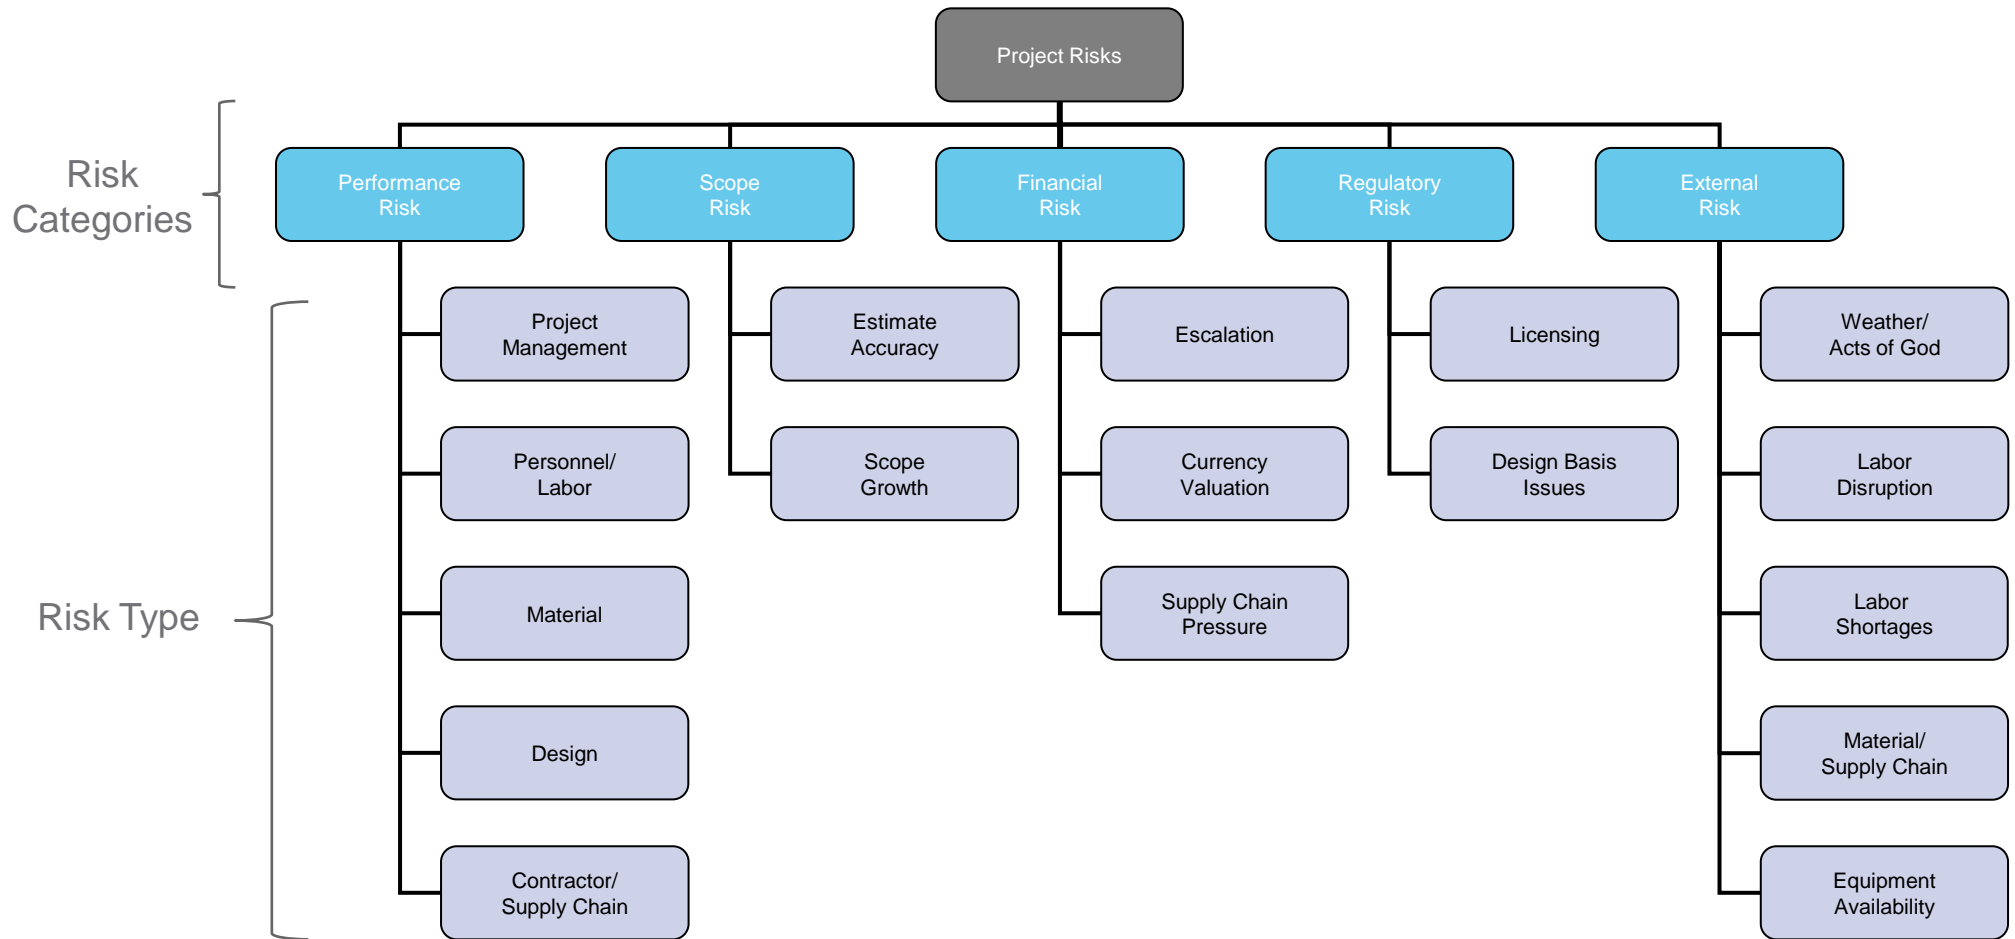 Project Risks
Risk
Categories
Performance
Risk
Scope
Risk
Financial
Risk
Regulatory
Risk
External
Risk
Risk Type
Project
Management
Personnel/
Labor
Material
Design
Contractor/
Supply Chain
Estimate
Accuracy
Scope
Growth
Escalation
Currency
Valuation
Supply Chain
Pressure
Licensing
Design Basis
Issues
Weather/
Acts of God
Labor
Disruption
Labor
Shortages
Material/
Supply Chain
Equipment
Availability